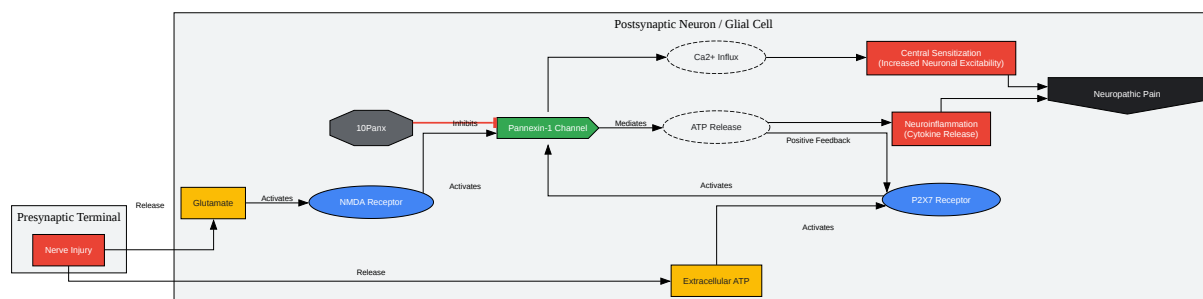 Postsynaptic Neuron / Glial Cell
Ca2+ Influx
Central Sensitization
(Increased Neuronal Excitability)
Neuropathic Pain
10Panx
Inhibits
Pannexin-1 Channel
Mediates
ATP Release
Neuroinflammation
(Cytokine Release)
Positive Feedback
Activates
Activates
Release
Glutamate
Activates
NMDA Receptor
P2X7 Receptor
Presynaptic Terminal
Nerve Injury
Activates
Release
Extracellular ATP